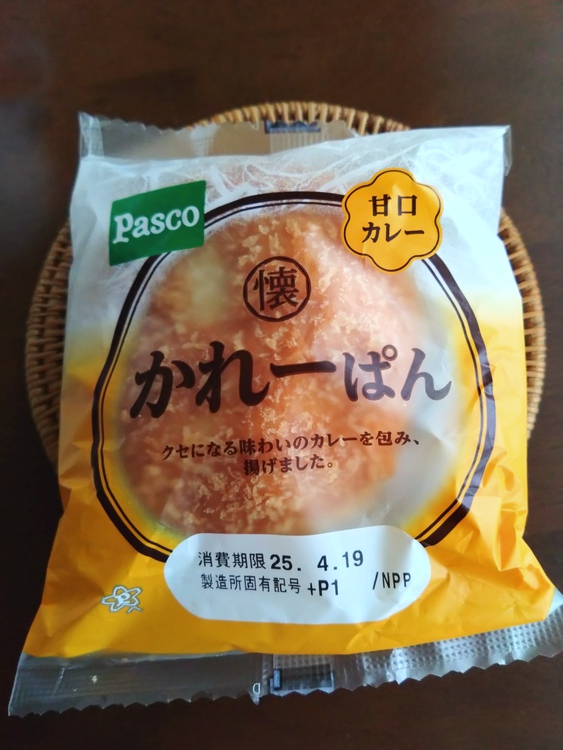 Pasco
甘口
カレー
懐
かれーぱん
クセになる味わいのカレーを包み、
揚げました。
消費期限 25. 4.19
製造所固有記号 +P1 /NPP